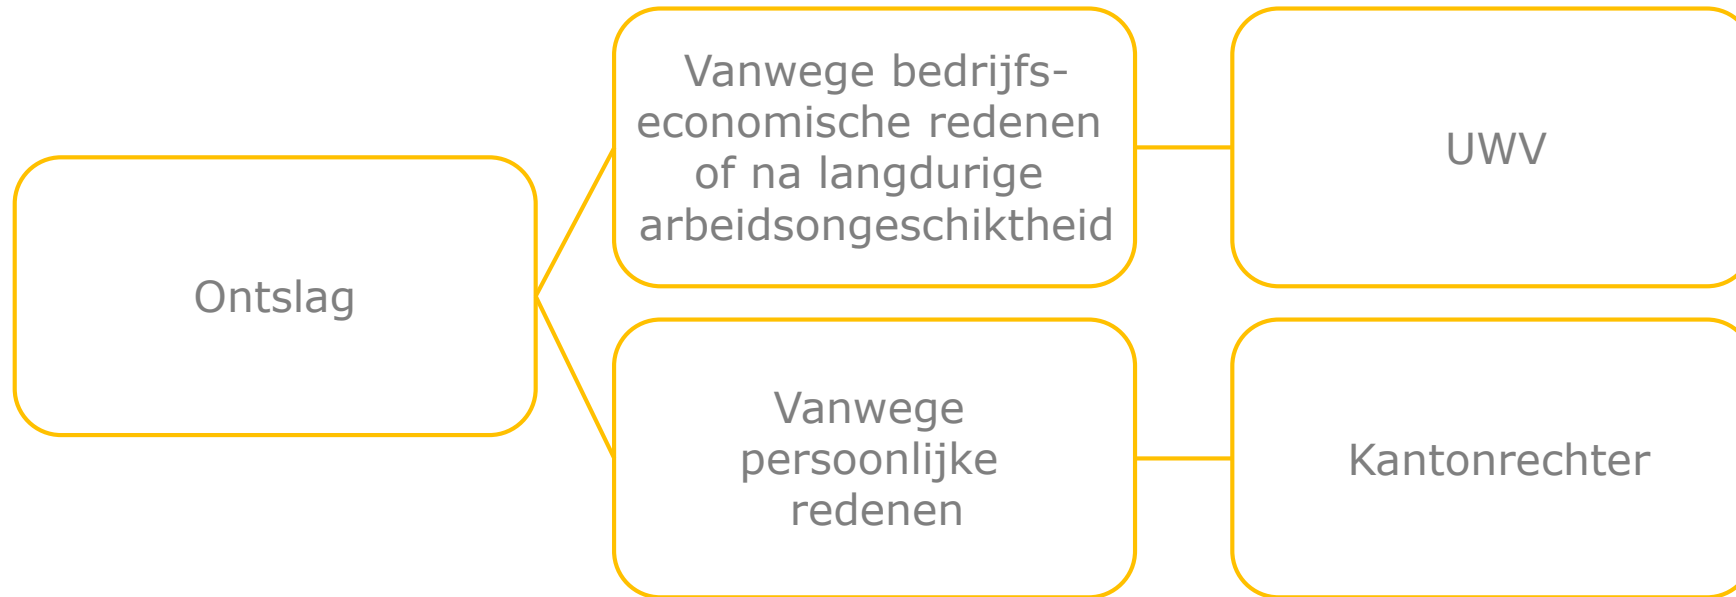 Ontslag
Vanwege bedrijfs-
economische redenen
of na langdurige
arbeidsongeschiktheid
UWV
Vanwege
persoonlijke
redenen
Kantonrechter